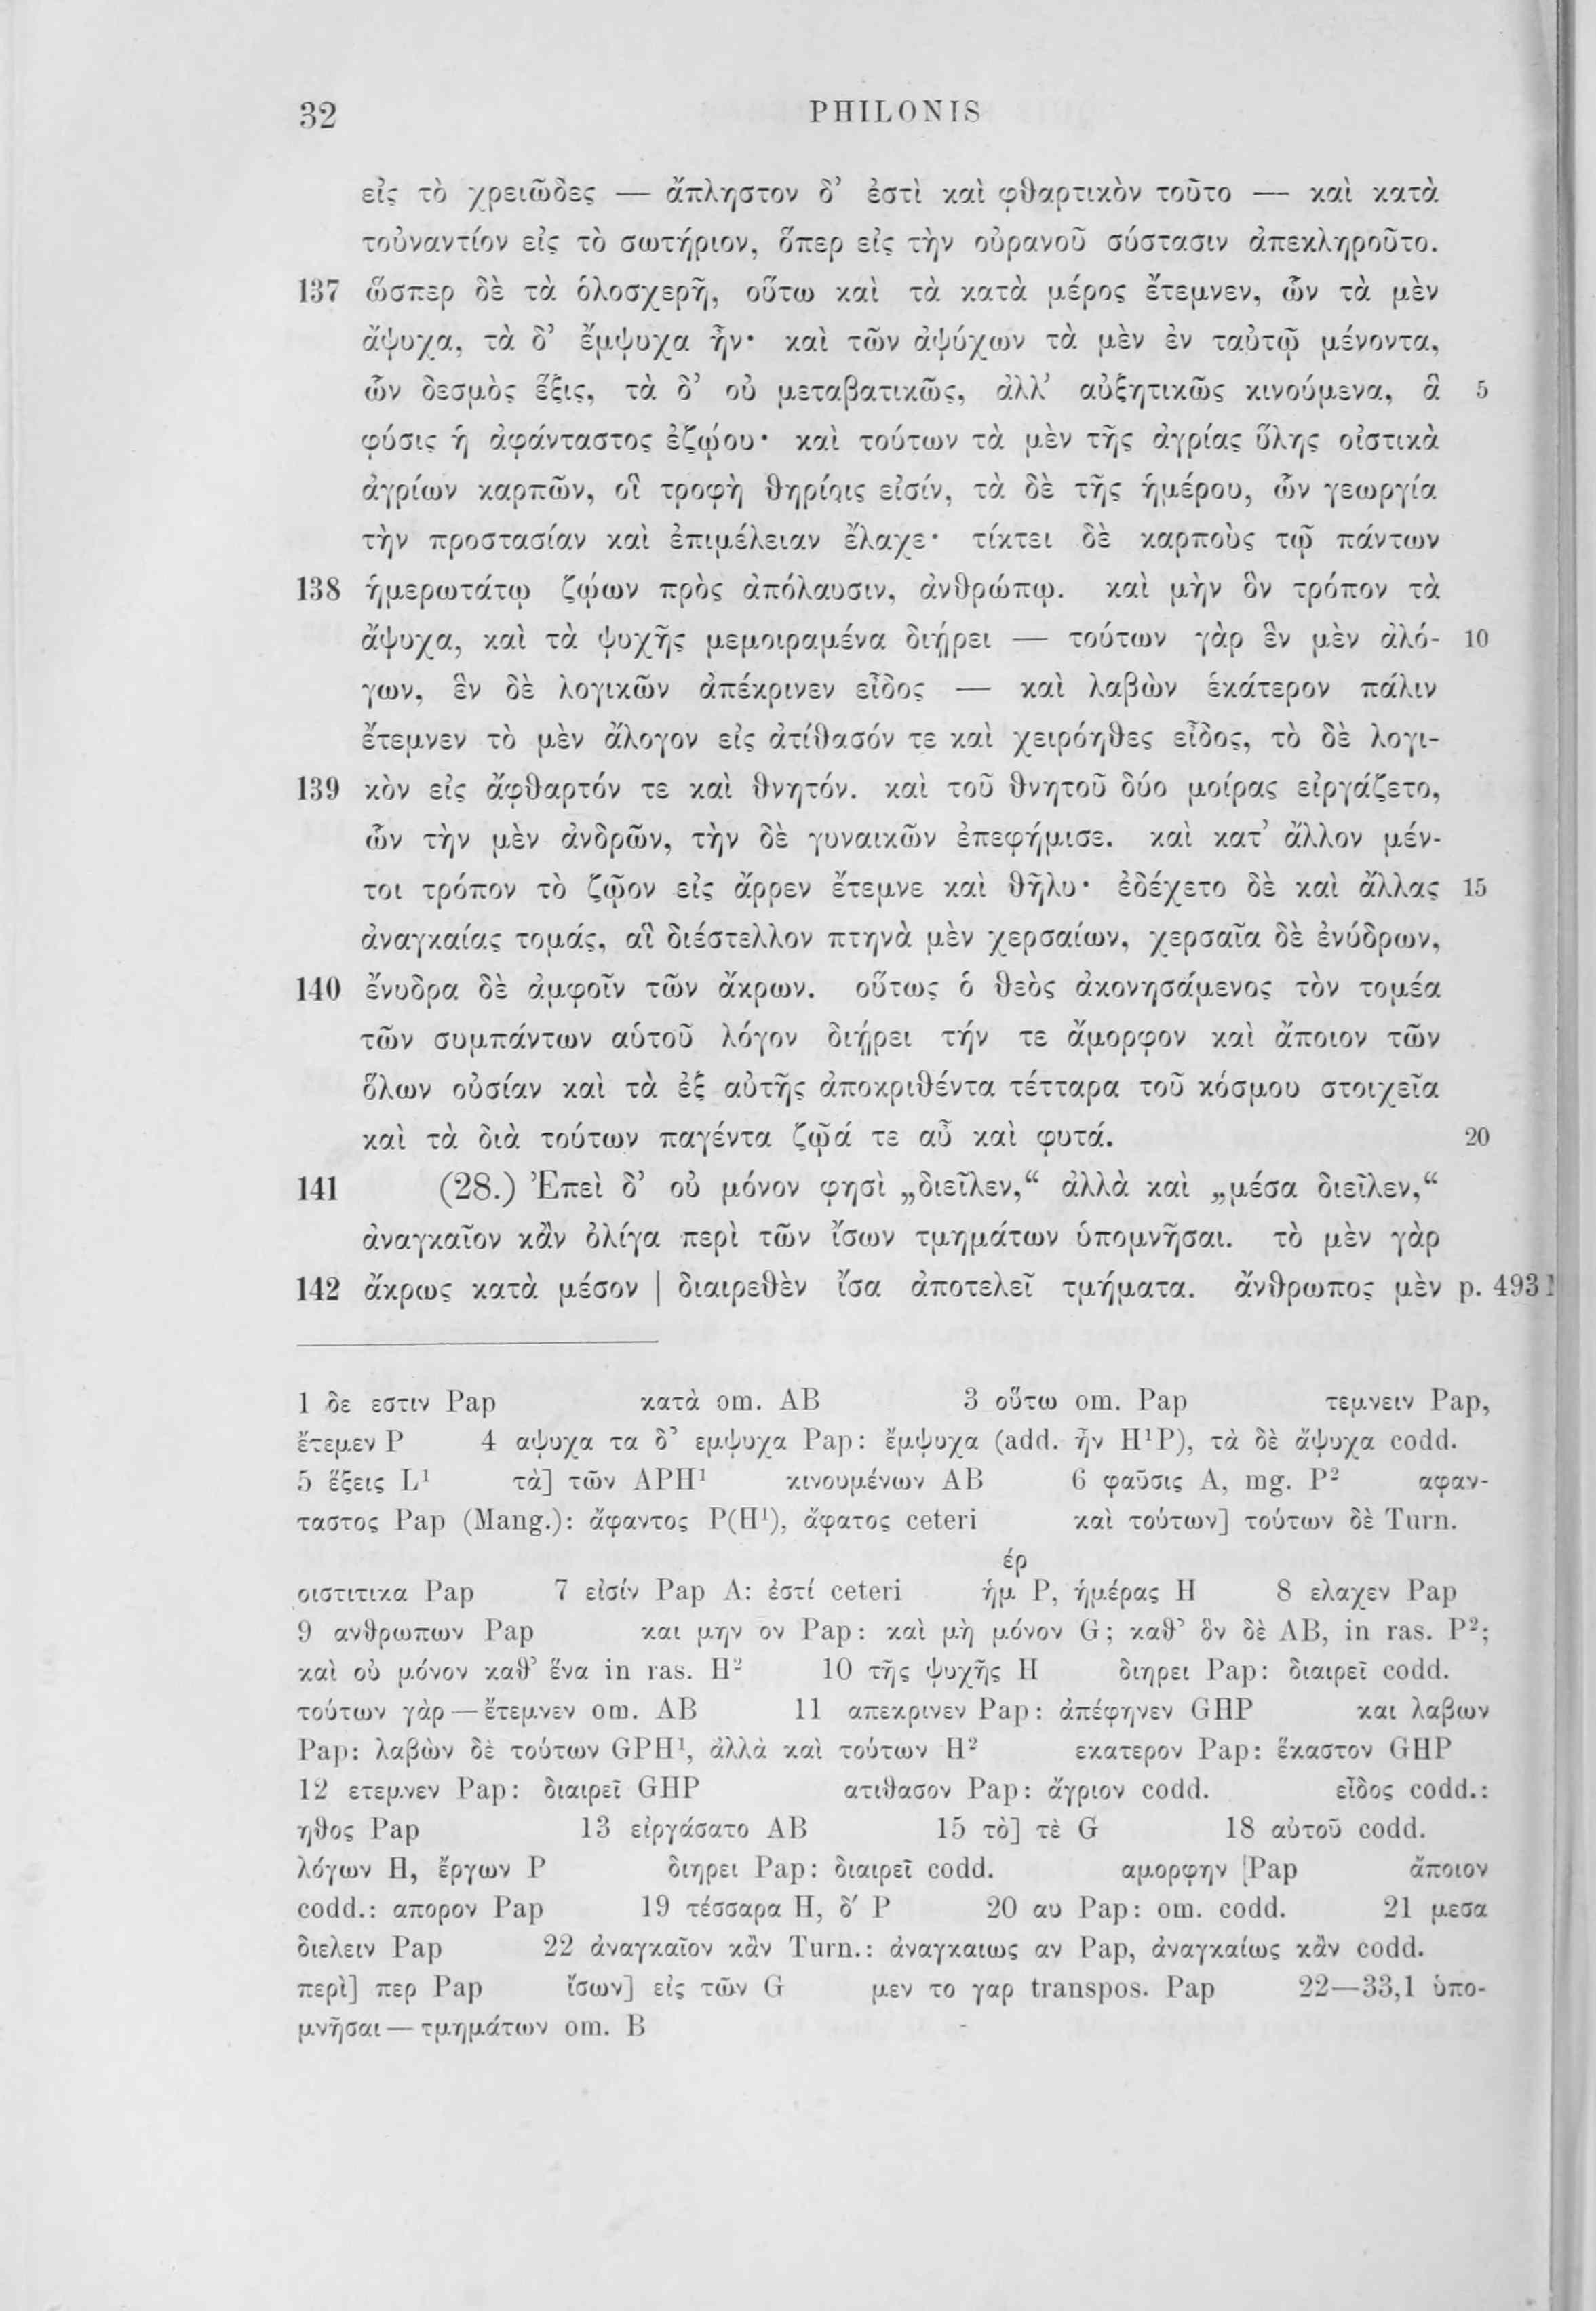 32 PHILONIS
εἰς τὸ χρειῶδες — ἄπληστον δ’ ἐστὶ καὶ φθαρτικὸν τοῦτο — καὶ κατὰ
τοὐναντίον εἰς τὸ σωτήριον, ὅπερ εἰς τὴν οὐρανοῦ σύστασιν ἀπεκληροῦτο.
137 ὥσπερ δὲ τὰ ὁλοσχερῆ, οὕτω καὶ τὰ κατὰ μέρος ἔτεμνεν, ὧν τὰ μὲν
ἄψυχα, τὰ δ’ ἔμψυχα ἦν· καὶ τῶν ἀψύχων τὰ μὲν ἐν ταὐτῷ μένοντα,
ὧν δεσμὸς ἕξις, τὰ δ’ οὐ μεταβατικῶς, ἀλλ’ αὐξητικῶς κινούμενα, ἃ 5
φύσις ἡ ἀφάνταστος ἐζῴου· καὶ τούτων τὰ μὲν τῆς ἀγρίας ὕλης οἰστικὰ
ἀγρίων καρπῶν, οἳ τροφὴ θηρίοις εἰσίν, τὰ δὲ τῆς ἡμέρου, ὧν γεωργία
τὴν προστασίαν καὶ ἐπιμέλειαν ἔλαχε· τίκτει δὲ καρποὺς τῷ πάντων
138 ἡμερωτάτῳ ζῴων πρὸς ἀπόλαυσιν, ἀνθρώπῳ. καὶ μὴν ὃν τρόπον τὰ
ἄψυχα, καὶ τὰ ψυχῆς μεμοιραμένα διῄρει — τούτων γὰρ ἓν μὲν ἀλό- 10
γων, ἓν δὲ λογικῶν ἀπέκρινεν εἶδος — καὶ λαβὼν ἑκάτερον πάλιν
ἔτεμνεν τὸ μὲν ἄλογον εἰς ἀτίθασόν τε καὶ χειρόηθες εἶδος, τὸ δὲ λογι-
139 κὸν εἰς ἄφθαρτόν τε καὶ θνητόν. καὶ τοῦ θνητοῦ δύο μοίρας εἰργάζετο,
ὧν τὴν μὲν ἀνδρῶν, τὴν δὲ γυναικῶν ἐπεφήμισε. καὶ κατ’ ἄλλον μέν-
τοι τρόπον τὸ ζῷον εἰς ἄρρεν ἔτεμνε καὶ θῆλυ· ἐδέχετο δὲ καὶ ἄλλας 15
ἀναγκαίας τομάς, αἳ διέστελλον πτηνὰ μὲν χερσαίων, χερσαῖα δὲ ἐνύδρων,
140 ἔνυδρα δὲ ἀμφοῖν τῶν ἄκρων. οὕτως ὁ θεὸς ἀκονησάμενος τὸν τομέα
τῶν συμπάντων αὑτοῦ λόγον διῄρει τήν τε ἄμορφον καὶ ἄποιον τῶν
ὅλων οὐσίαν καὶ τὰ ἐξ αὐτῆς ἀποκριθέντα τέτταρα τοῦ κόσμου στοιχεῖα
καὶ τὰ διὰ τούτων παγέντα ζῷά τε αὖ καὶ φυτά. 20
141 (28.) Ἐπεὶ δ’ οὐ μόνον φησὶ „διεῖλεν,“ ἀλλὰ καὶ „μέσα διεῖλεν,“
ἀναγκαῖον κἂν ὀλίγα περὶ τῶν ἴσων τμημάτων ὑπομνῆσαι. τὸ μὲν γὰρ
142 ἄκρως κατὰ μέσον | διαιρεθὲν ἴσα ἀποτελεῖ τμήματα. ἄνθρωπος μὲν p. 493
1 δε εστιν Pap κατὰ om. AB 3 οὕτω om. Pap τεμνειν Pap,
ἔτεμεν P 4 αψυχα τα δ’ εμψυχα Pap: ἔμψυχα (add. ἦν H¹P), τὰ δὲ ἄψυχα codd.
5 ἕξεις L¹ τὰ] τῶν APH¹ κινουμένων AB 6 φαῦσις A, mg. P² αφαν-
ταστος Pap (Mang.): ἄφαντος P(H¹), ἄφατος ceteri καὶ τούτων] τούτων δὲ Turn.
έρ
οιστιτικα Pap 7 εἰσίν Pap A: ἐστί ceteri ἡμ P, ἡμέρας H 8 ελαχεν Pap
9 ανθρωπων Pap και μην ον Pap: καὶ μὴ μόνον G; καθ’ ὃν δὲ AB, in ras. P²;
καὶ οὐ μόνον καθ’ ἕνα in ras. H² 10 τῆς ψυχῆς H διηρει Pap: διαιρεῖ codd.
τούτων γὰρ — ἔτεμνεν om. AB 11 απεκρινεν Pap: ἀπέφηνεν GHP και λαβων
Pap: λαβὼν δὲ τούτων GPH¹, ἀλλὰ καὶ τούτων H² εκατερον Pap: ἕκαστον GHP
12 ετεμνεν Pap: διαιρεῖ GHP ατιθασον Pap: ἄγριον codd. εἶδος codd.:
ηθος Pap 13 εἰργάσατο AB 15 τὸ] τὲ G 18 αὐτοῦ codd.
λόγων H, ἔργων P διηρει Pap: διαιρεῖ codd. αμορφην Pap ἄποιον
codd.: απορον Pap 19 τέσσαρα H, δ′ P 20 αυ Pap: om. codd. 21 μεσα
διελειν Pap 22 ἀναγκαῖον κἂν Turn.: ἀναγκαιως αν Pap, ἀναγκαίως κἂν codd.
περὶ] περ Pap ἴσων] εἰς τῶν G μεν το γαρ transpos. Pap 22—33,1 ὑπο-
μνῆσαι — τμημάτων om. B